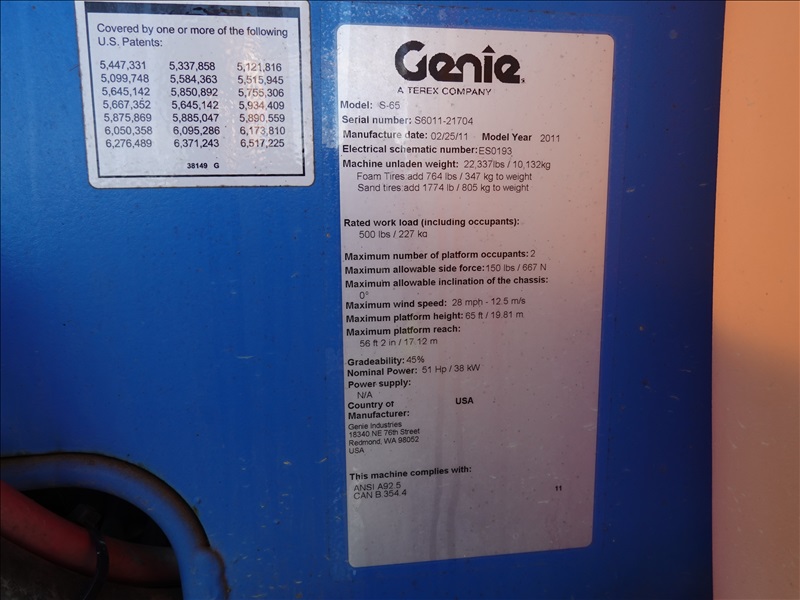 Covered by one or more of the following
U.S. Patents:
5,447,331 5,337,858 5,121,816
5,099,748 5,584,363 5,515,945
5,645,142 5,850,892 5,755,306
5,667,352 5,645,142 5,934,409
5,875,869 5,885,047 5,890,559
6,050,358 6,095,286 6,173,810
6,276,489 6,371,243 6,517,225
38149 G
Genie
A TEREX COMPANY
Model: S-65
Serial number: S6011-21704
Manufacture date: 02/25/11 Model Year 2011
Electrical schematic number: ES0193
Machine unladen weight: 22,337lbs / 10,132kg
Foam Tires add 764 lbs / 347 kg to weight
Sand tires add 1774 lb / 805 kg to weight
Rated work load (including occupants):
500 lbs / 227 kg
Maximum number of platform occupants: 2
Maximum allowable side force: 150 lbs / 667 N
Maximum allowable inclination of the chassis:
0°
Maximum wind speed: 28 mph - 12.5 m/s
Maximum platform height: 65 ft / 19.81 m
Maximum platform reach:
56 ft 2 in / 17.12 m
Gradeability: 45%
Nominal Power: 51 Hp / 38 kW
Power supply:
N/A
Country of USA
Manufacturer:
Genie Industries
18340 NE 76th Street
Redmond, WA 98052
USA
This machine complies with:
ANSI A92.5
CAN B.354.4
11